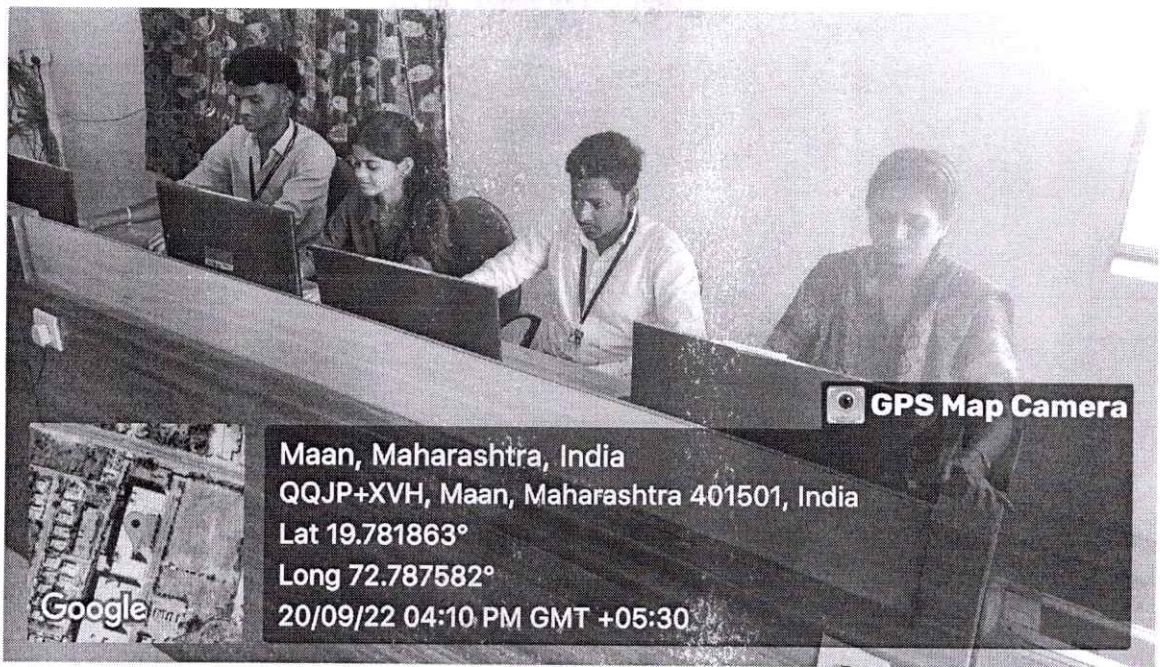 GPS Map Camera
Maan, Maharashtra, India
QQJP+XVH, Maan, Maharashtra 401501, India
Lat 19.781863°
Long 72.787582°
20/09/22 04:10 PM GMT +05:30
Google